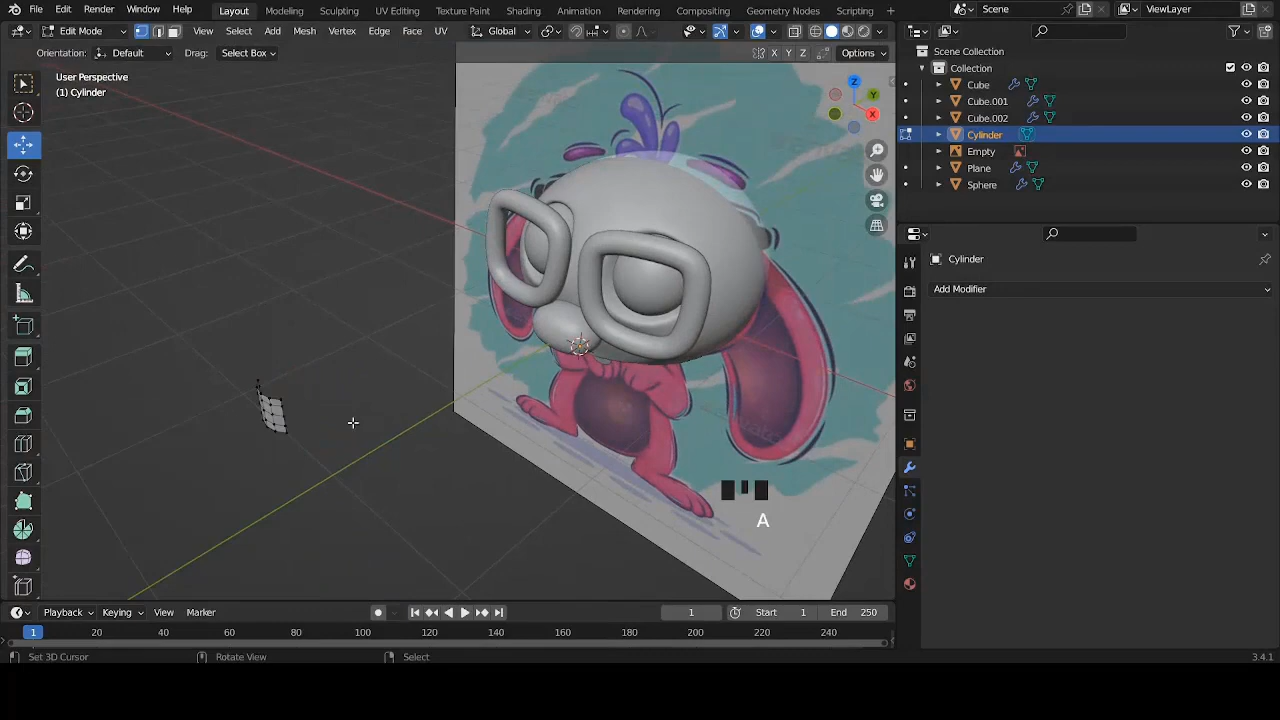 File Edit Render Window Help Layout Modeling Sculpting UV Editing Texture Paint Shading Animation Rendering Compositing Geometry Nodes Scripting Scene ViewLayer
Edit Mode View Select Add Mesh Vertex Edge Face UV Global
Orientation: Default Drag: Select Box X Y Z Options
User Perspective
(1) Cylinder
Z
Y
X
Scene Collection
Collection
Cube
Cube.001
Cube.002
Cylinder
Empty
Plane
Sphere
Cylinder
Add Modifier
A
Playback Keying View Marker 1 Start 1 End 250
1 20 40 60 80 100 120 140 160 180 200 220 240
Set 3D Cursor Rotate View Select 3.4.1